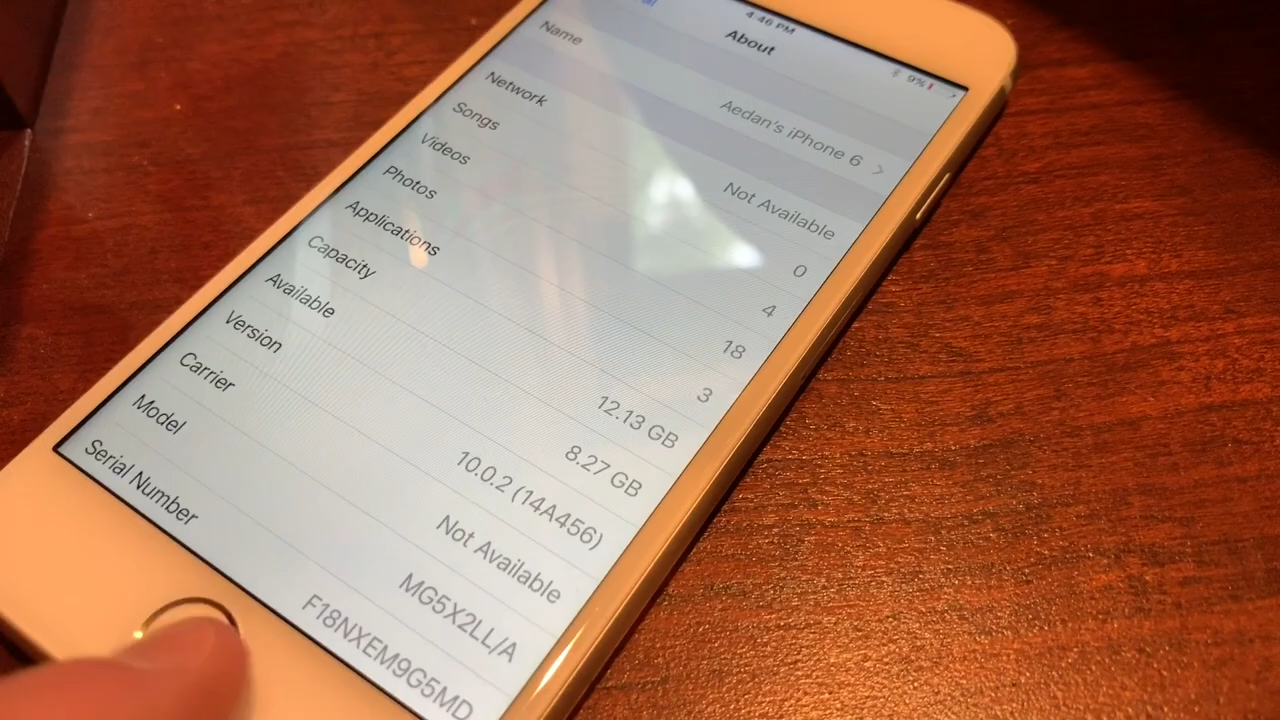 4:46 PM
9%
About
Name Aedan's iPhone 6
Network Not Available
Songs 0
Videos 4
Photos 18
Applications 3
Capacity 12.13 GB
Available 8.27 GB
Version 10.0.2 (14A456)
Carrier Not Available
Model MG5X2LL/A
Serial Number F18NXEM9G5MD